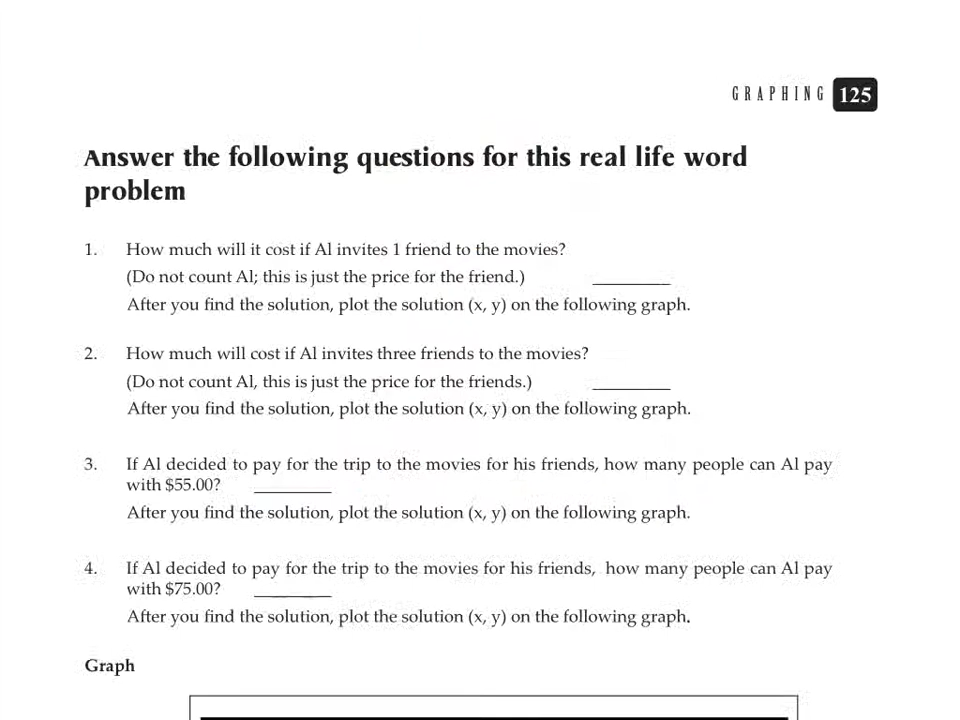 GRAPHING 125
Answer the following questions for this real life word
problem
1. How much will it cost if Al invites 1 friend to the movies?
(Do not count Al; this is just the price for the friend.) ________
After you find the solution, plot the solution (x, y) on the following graph.
2. How much will cost if Al invites three friends to the movies?
(Do not count Al, this is just the price for the friends.) ________
After you find the solution, plot the solution (x, y) on the following graph.
3. If Al decided to pay for the trip to the movies for his friends, how many people can Al pay
with $55.00? ________
After you find the solution, plot the solution (x, y) on the following graph.
4. If Al decided to pay for the trip to the movies for his friends, how many people can Al pay
with $75.00? ________
After you find the solution, plot the solution (x, y) on the following graph.
Graph